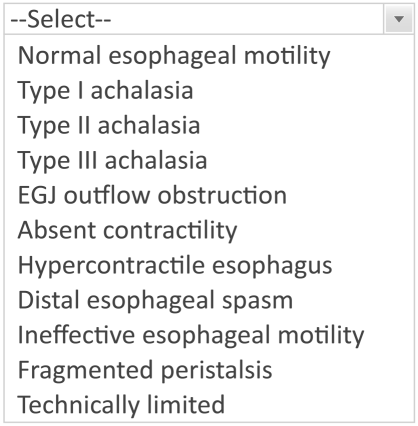 --Select--
Normal esophageal motility
Type I achalasia
Type II achalasia
Type III achalasia
EGJ outflow obstruction
Absent contractility
Hypercontractile esophagus
Distal esophageal spasm
Ineffective esophageal motility
Fragmented peristalsis
Technically limited